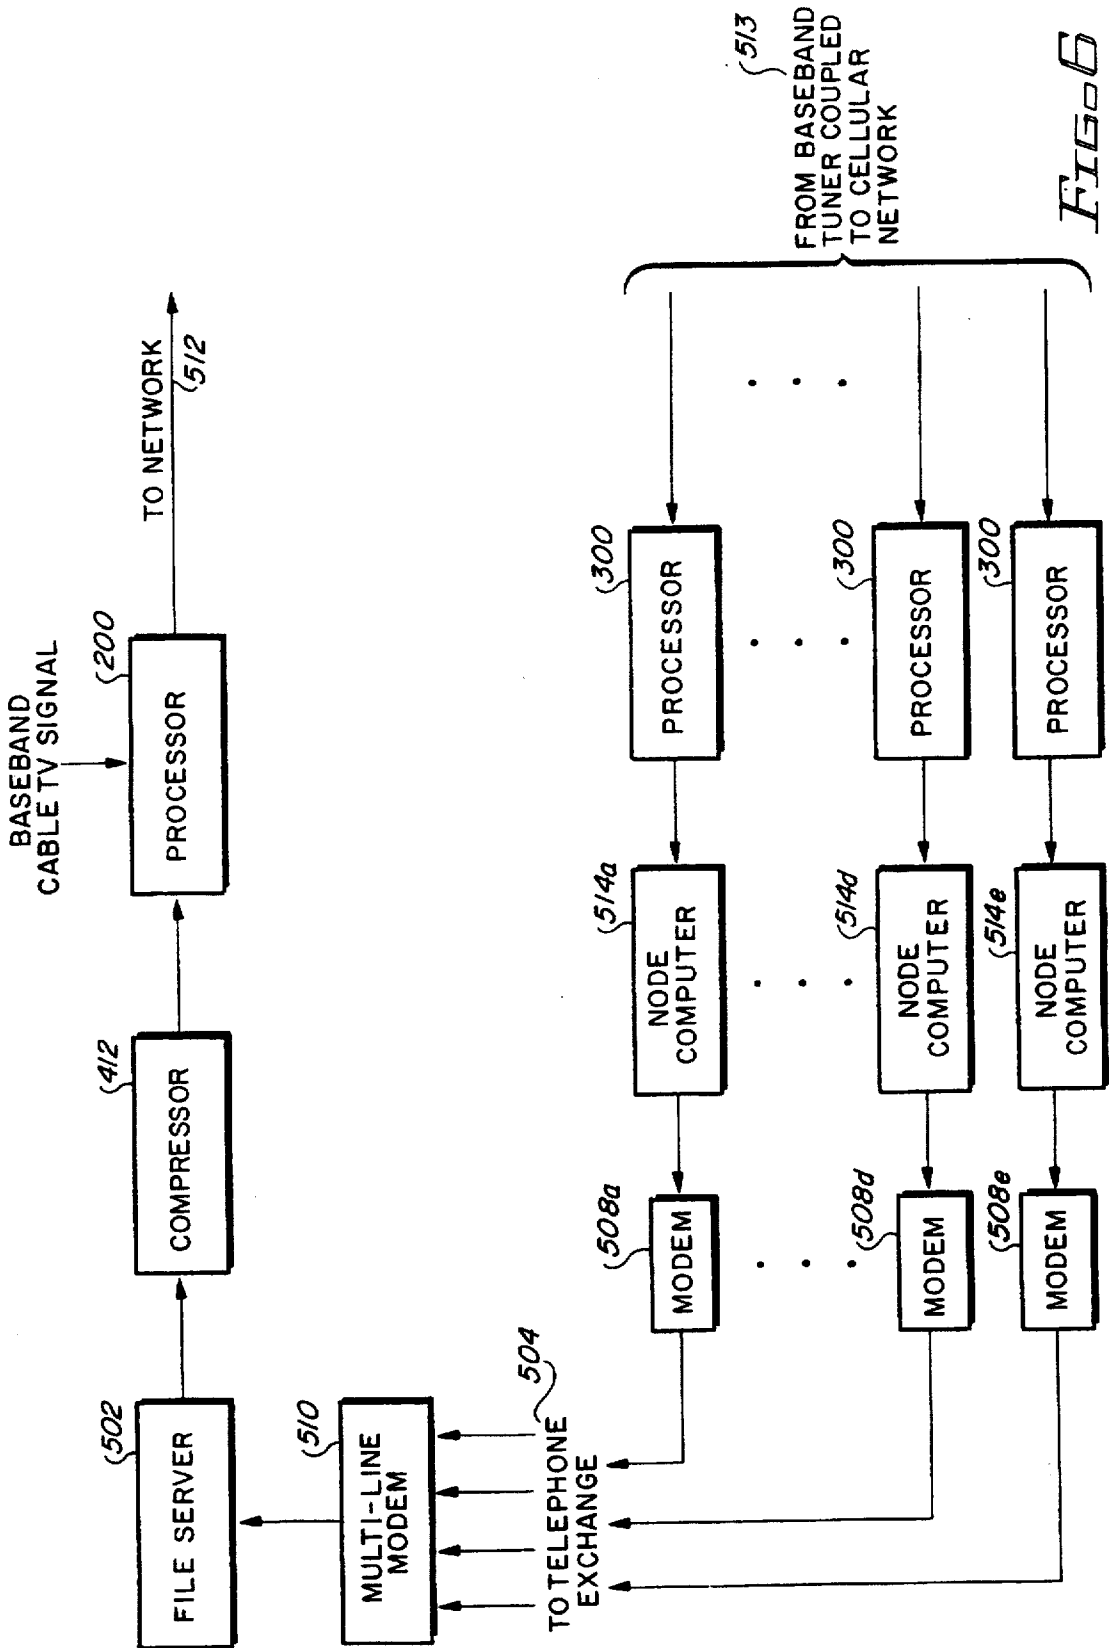 BASEBAND
CABLE TV SIGNAL
502
FILE SERVER
412
COMPRESSOR
200
PROCESSOR
TO NETWORK
512
510
MULTI-LINE
MODEM
504
TO TELEPHONE
EXCHANGE
508a
MODEM
514a
NODE
COMPUTER
300
PROCESSOR
513
FROM BASEBAND
TUNER COUPLED
TO CELLULAR
NETWORK
508d
MODEM
514d
NODE
COMPUTER
300
PROCESSOR
508e
MODEM
514e
NODE
COMPUTER
300
PROCESSOR
FIG. 6